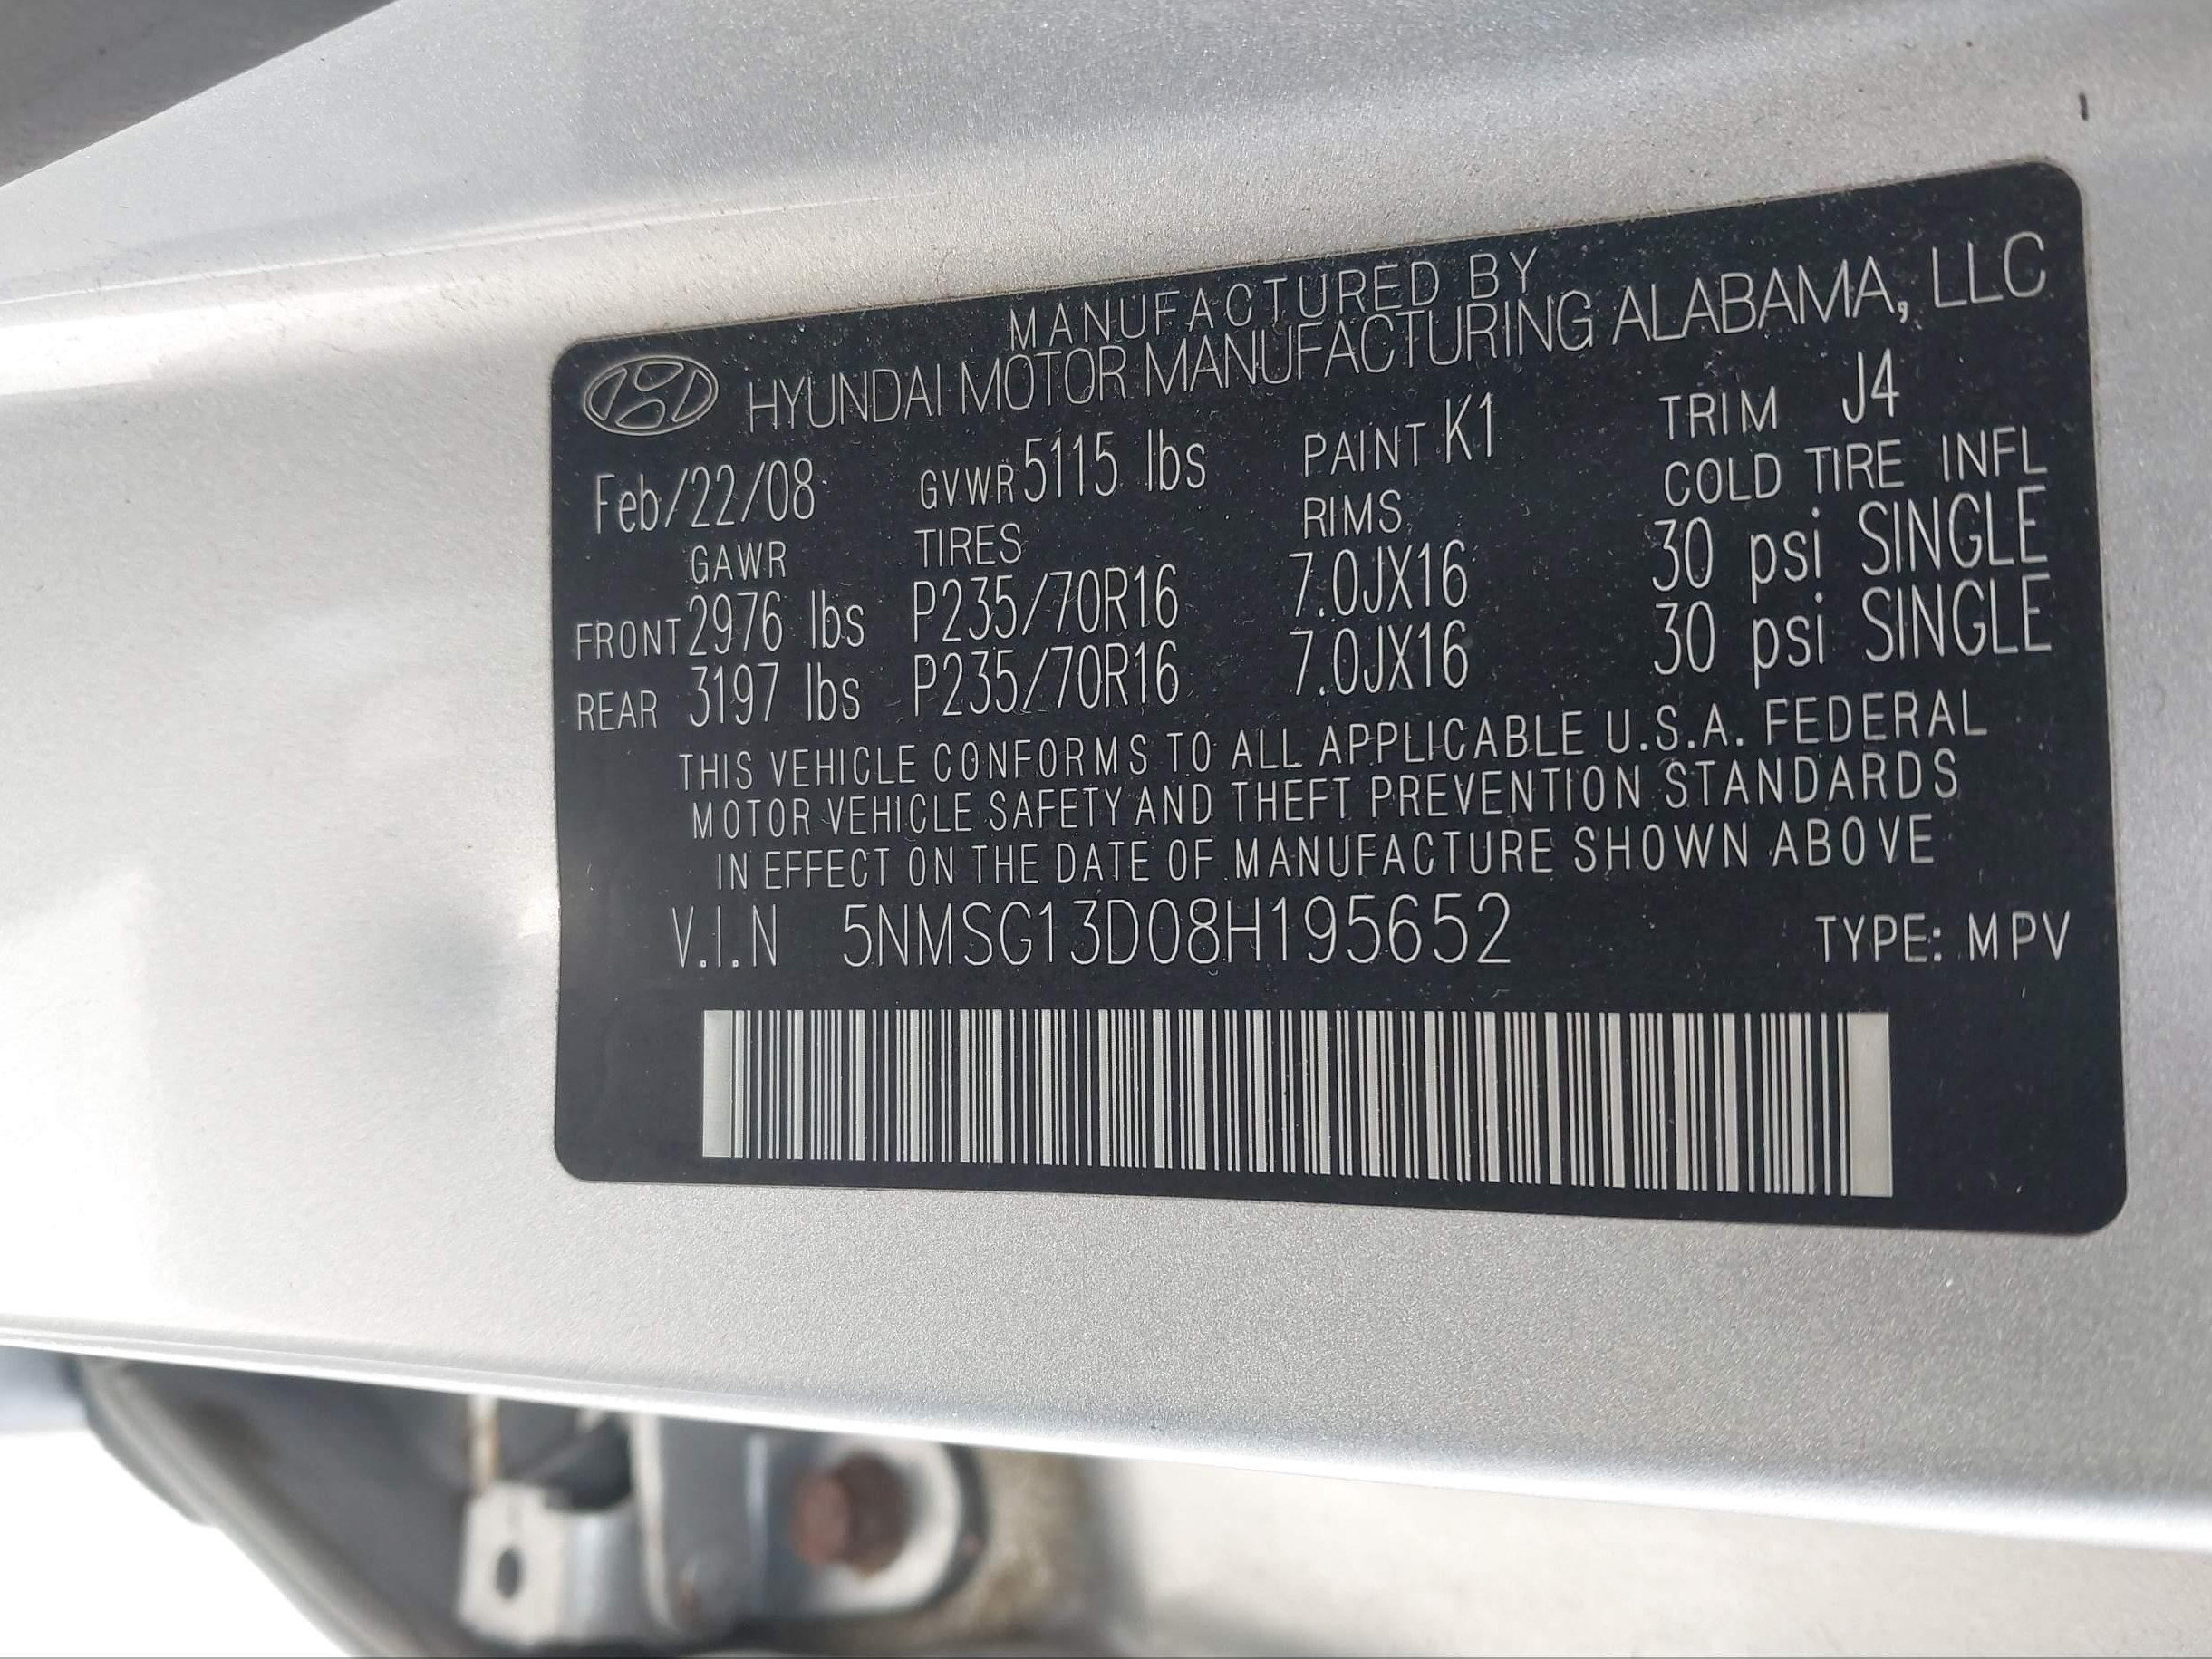 MANUFACTURED BY
HYUNDAI MOTOR MANUFACTURING ALABAMA, LLC
Feb/22/08 GVWR 5115 lbs PAINT K1 TRIM J4
GAWR TIRES RIMS COLD TIRE INFL
FRONT 2976 lbs P235/70R16 7.0JX16 30 psi SINGLE
REAR 3197 lbs P235/70R16 7.0JX16 30 psi SINGLE
THIS VEHICLE CONFORMS TO ALL APPLICABLE U.S.A. FEDERAL
MOTOR VEHICLE SAFETY AND THEFT PREVENTION STANDARDS
IN EFFECT ON THE DATE OF MANUFACTURE SHOWN ABOVE
V.I.N 5NMSG13D08H195652 TYPE: MPV